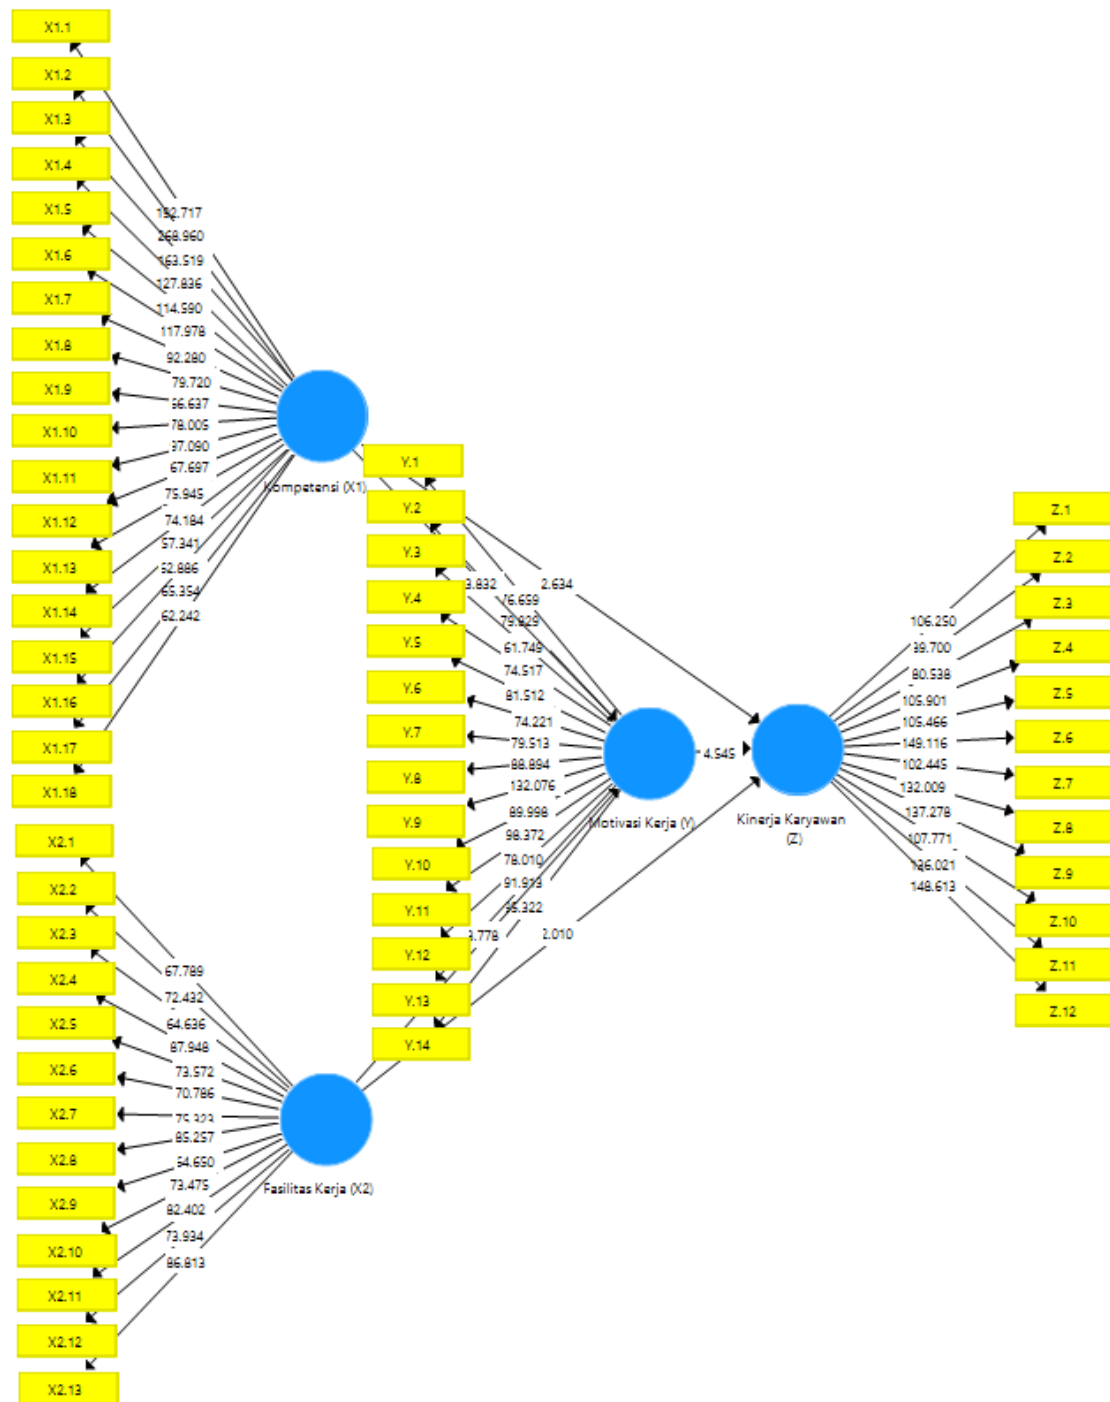 X1.1
X1.2
X1.3
X1.4
X1.5
X1.6
X1.7
X1.8
X1.9
X1.10
X1.11
X1.12
X1.13
X1.14
X1.15
X1.16
X1.17
X1.18
163.519
127.836
114.590
117.978
92.280
79.720
78.005
67.697
75.945
74.184
57.341
65.354
62.242
Kompetensi (X1)
Y.1
Y.2
Y.3
Y.4
Y.5
Y.6
Y.7
Y.8
Y.9
Y.10
Y.11
Y.12
Y.13
Y.14
3.832
2.634
76.659
79.829
61.749
74.517
81.512
74.221
79.513
88.894
132.076
89.998
98.372
78.010
91.913
2.010
Motivasi Kerja (Y)
4.545
Kinerja Karyawan
(Z)
106.250
80.538
105.901
105.466
149.116
102.445
132.009
137.278
107.771
136.021
148.613
Z.1
Z.2
Z.3
Z.4
Z.5
Z.6
Z.7
Z.8
Z.9
Z.10
Z.11
Z.12
X2.1
X2.2
X2.3
X2.4
X2.5
X2.6
X2.7
X2.8
X2.9
X2.10
X2.11
X2.12
X2.13
67.789
72.432
64.636
87.948
73.572
70.786
75.323
85.257
73.475
82.402
73.934
86.813
Fasilitas Kerja (X2)